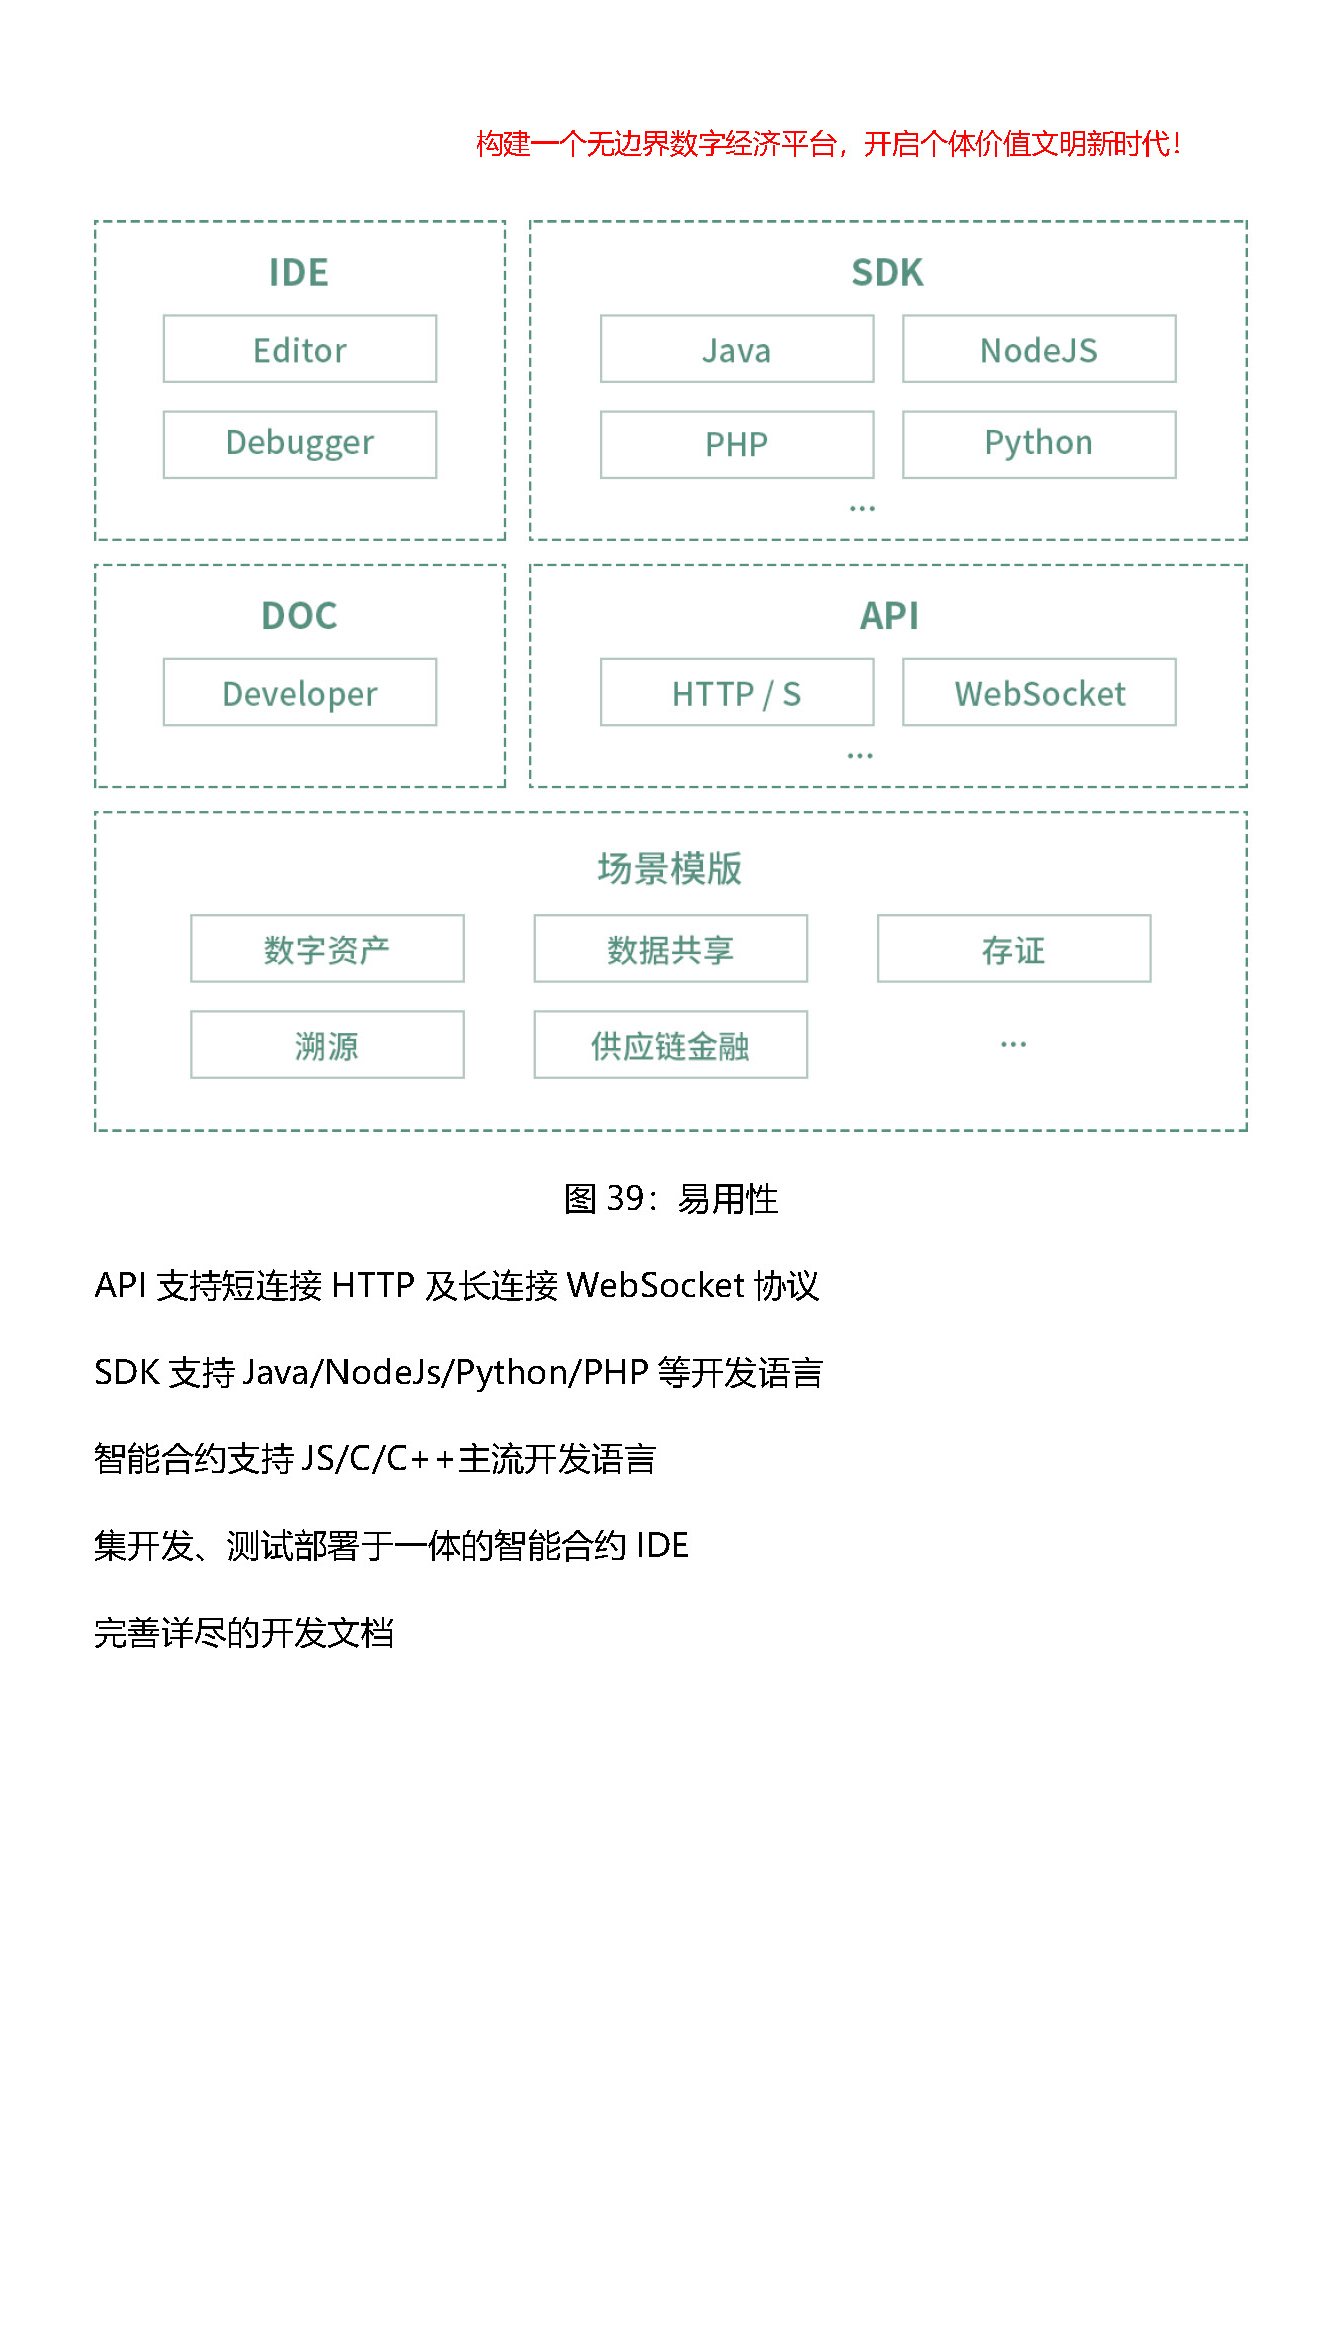 构建一个无边界数字经济平台，开启个体价值文明新时代！
IDE
Editor
Debugger
SDK
Java
NodeJS
PHP
Python
...
DOC
Developer
API
HTTP / S
WebSocket
...
场景模版
数字资产
数据共享
存证
溯源
供应链金融
...
图 39：易用性
API 支持短连接 HTTP 及长连接 WebSocket 协议
SDK 支持 Java/NodeJs/Python/PHP 等开发语言
智能合约支持 JS/C/C++主流开发语言
集开发、测试部署于一体的智能合约 IDE
完善详尽的开发文档